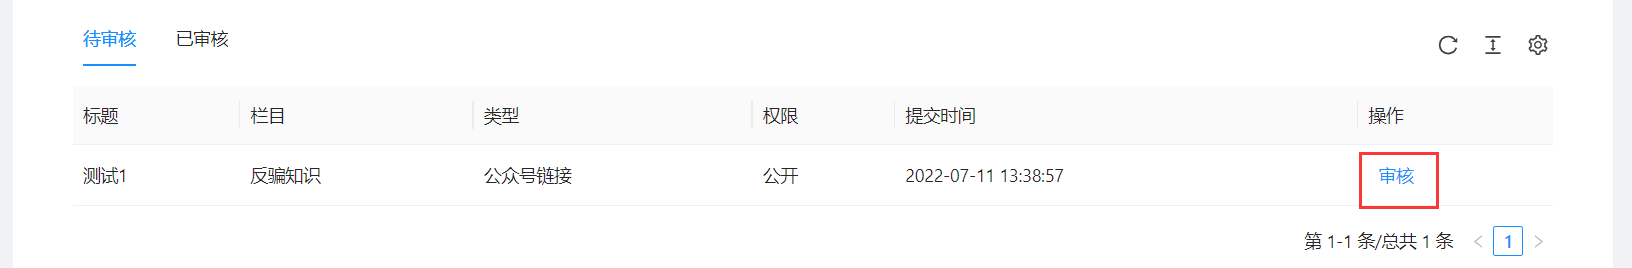 待审核 已审核
标题 栏目 类型 权限 提交时间 操作
测试1 反骗知识 公众号链接 公开 2022-07-11 13:38:57 审核
第 1-1 条/总共 1 条 < 1 >